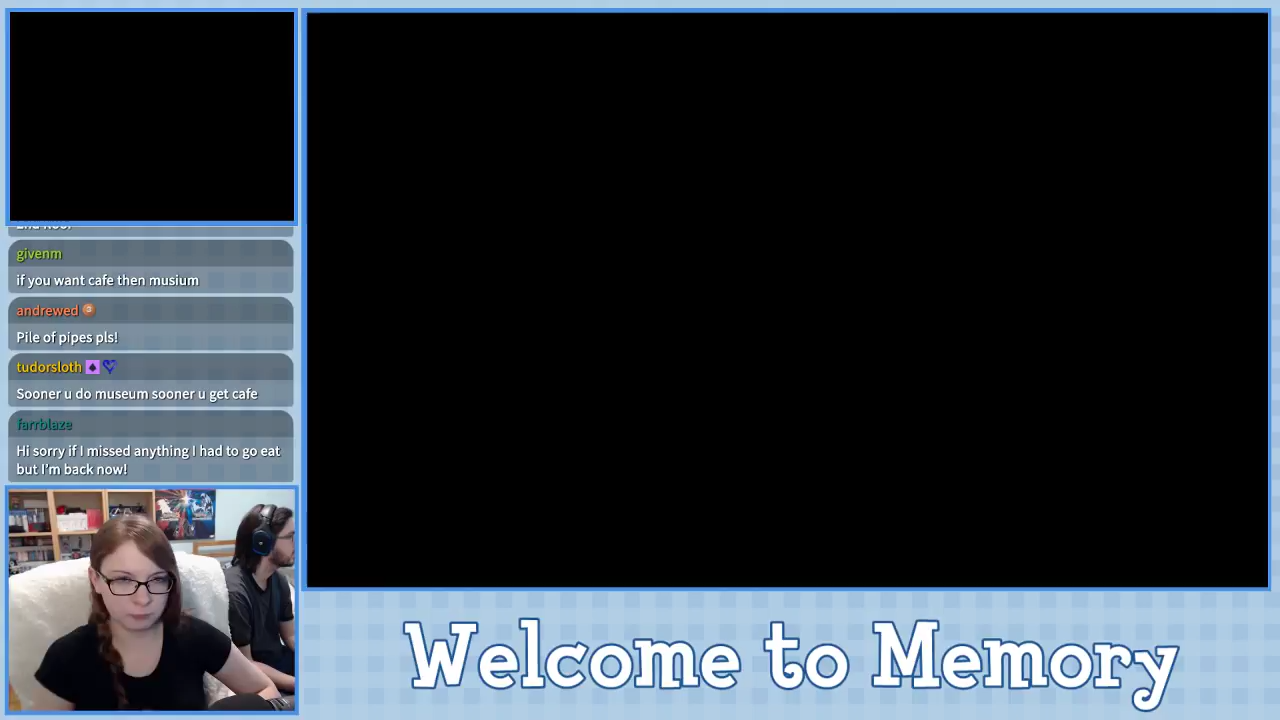 givenm
if you want cafe then musium
andrewed
Pile of pipes pls!
tudorsloth
Sooner u do museum sooner u get cafe
farrblaze
Hi sorry if I missed anything I had to go eat
but I'm back now!
Welcome to Memory